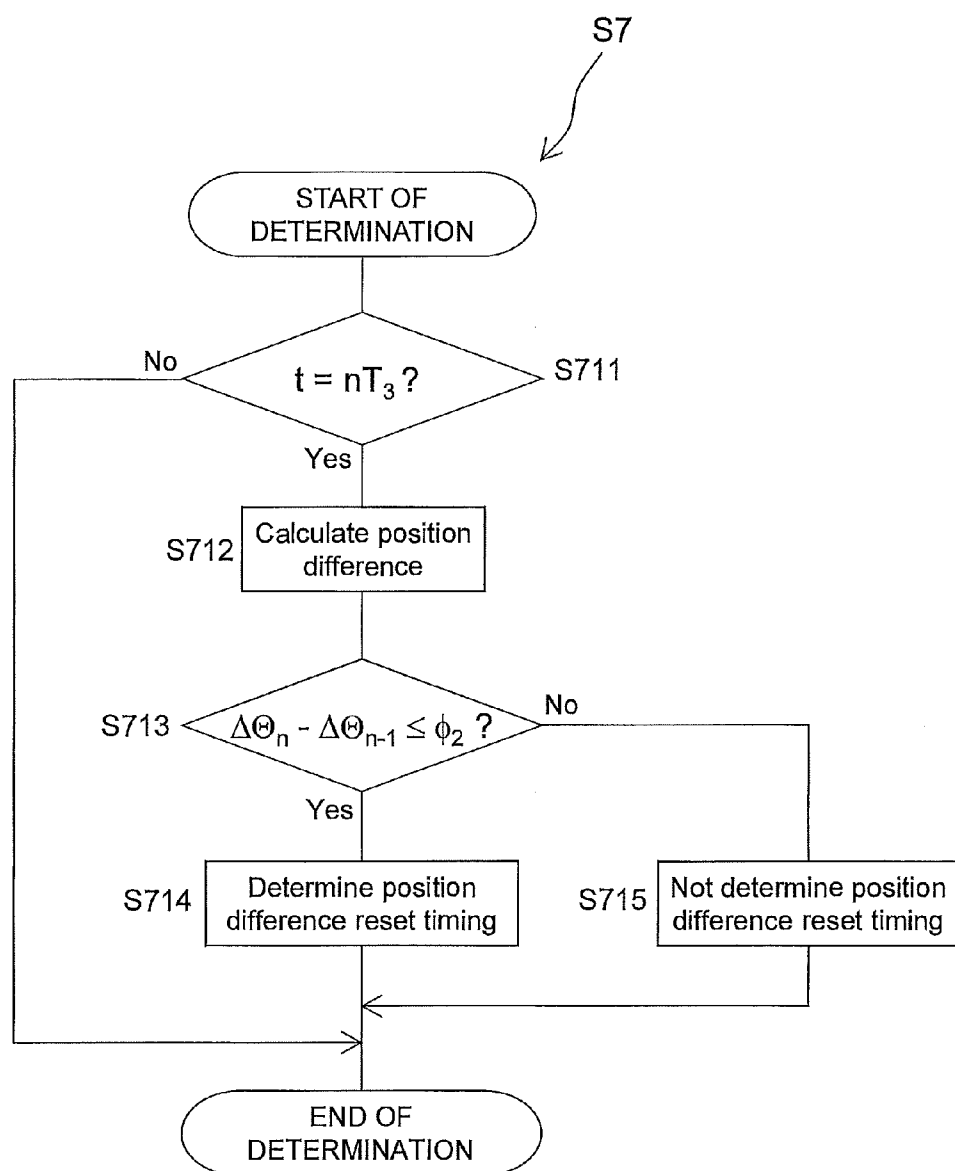 S7
START OF
DETERMINATION
No
t = nT₃ ?
S711
Yes
S712
Calculate position
difference
S713
ΔΘₙ - ΔΘₙ₋₁ ≤ ϕ₂ ?
No
Yes
S714
Determine position
difference reset timing
S715
Not determine position
difference reset timing
END OF
DETERMINATION